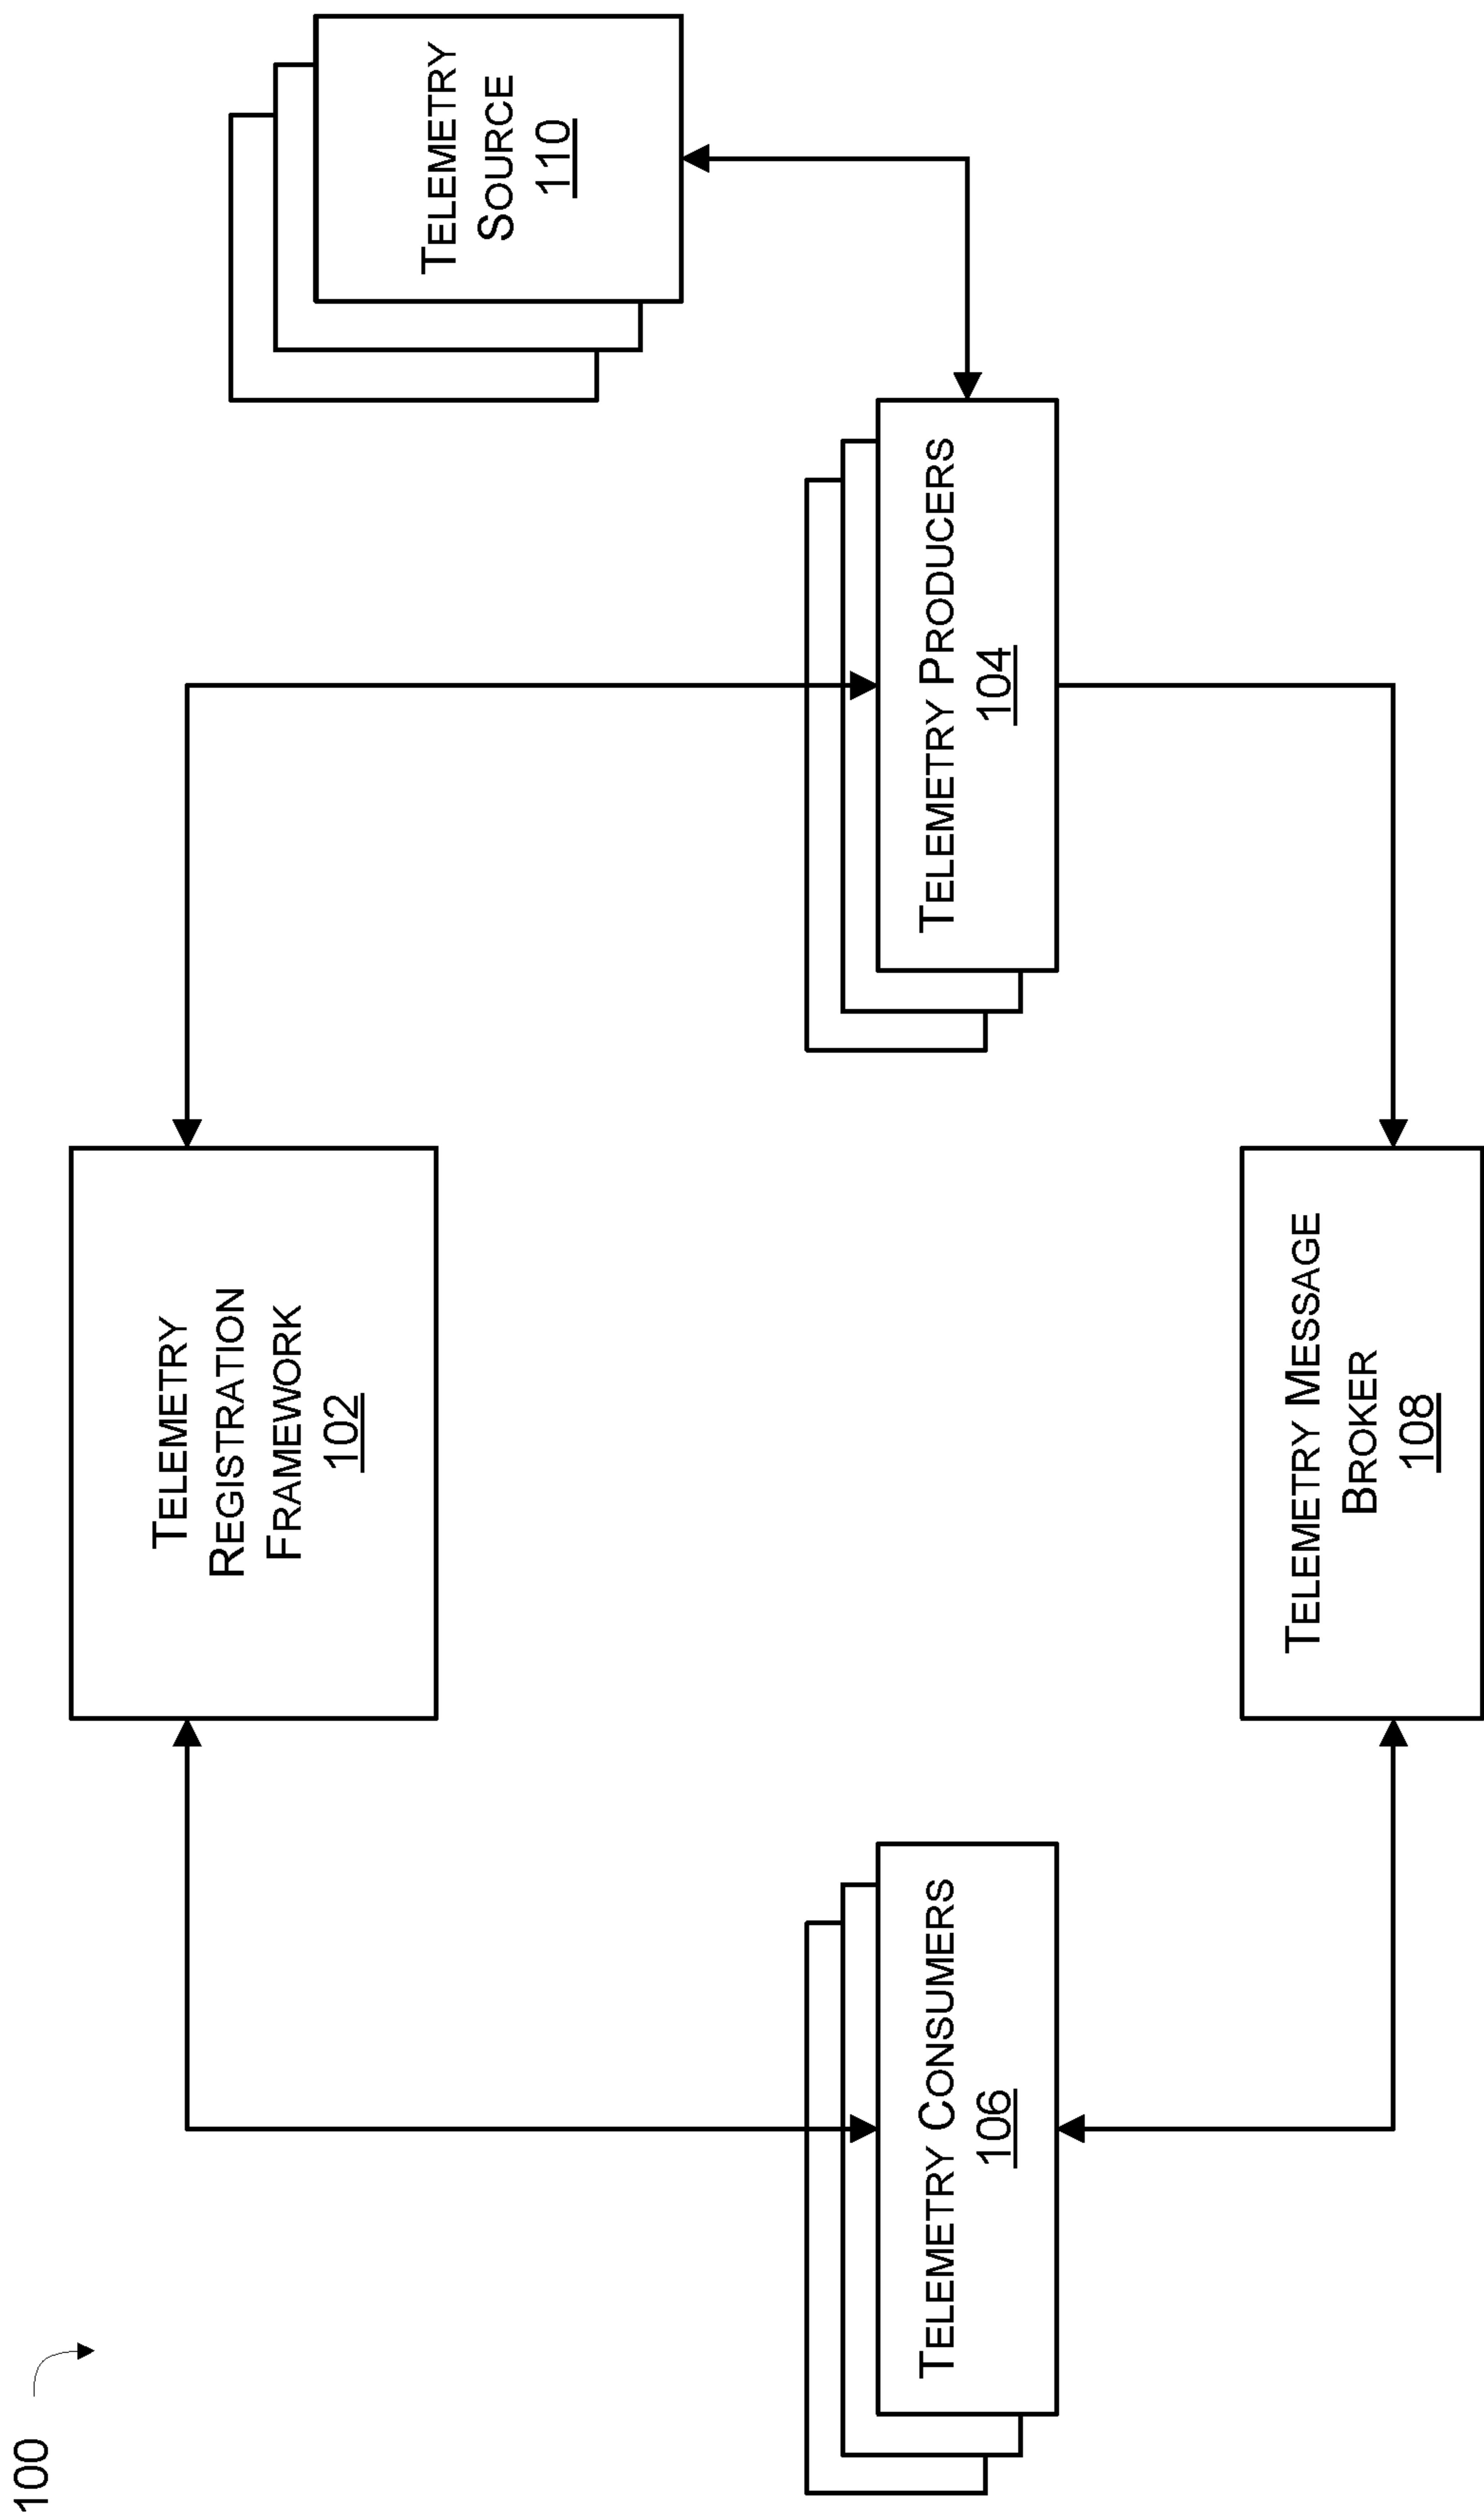 100
TELEMETRY
REGISTRATION
FRAMEWORK
102
TELEMETRY CONSUMERS
106
TELEMETRY PRODUCERS
104
TELEMETRY
SOURCE
110
TELEMETRY MESSAGE
BROKER
108